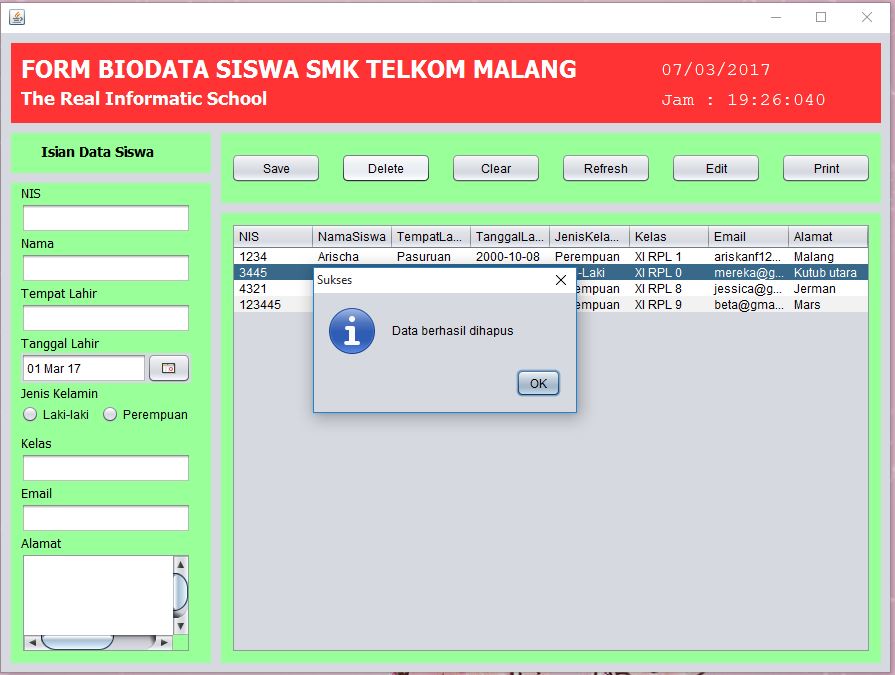 FORM BIODATA SISWA SMK TELKOM MALANG
The Real Informatic School
07/03/2017
Jam : 19:26:040
Isian Data Siswa
Save Delete Clear Refresh Edit Print
NIS
Nama
Tempat Lahir
Tanggal Lahir
01 Mar 17
Jenis Kelamin
Laki-laki Perempuan
Kelas
Email
Alamat
NIS NamaSiswa TempatLa... TanggalLa... JenisKela... Kelas Email Alamat
1234 Arischa Pasuruan 2000-10-08 Perempuan XI RPL 1 ariskanf12... Malang
3445 -Laki XI RPL 0 mereka@g... Kutub utara
4321 empuan XI RPL 8 jessica@g... Jerman
123445 empuan XI RPL 9 beta@gma... Mars
Sukses
Data berhasil dihapus
OK